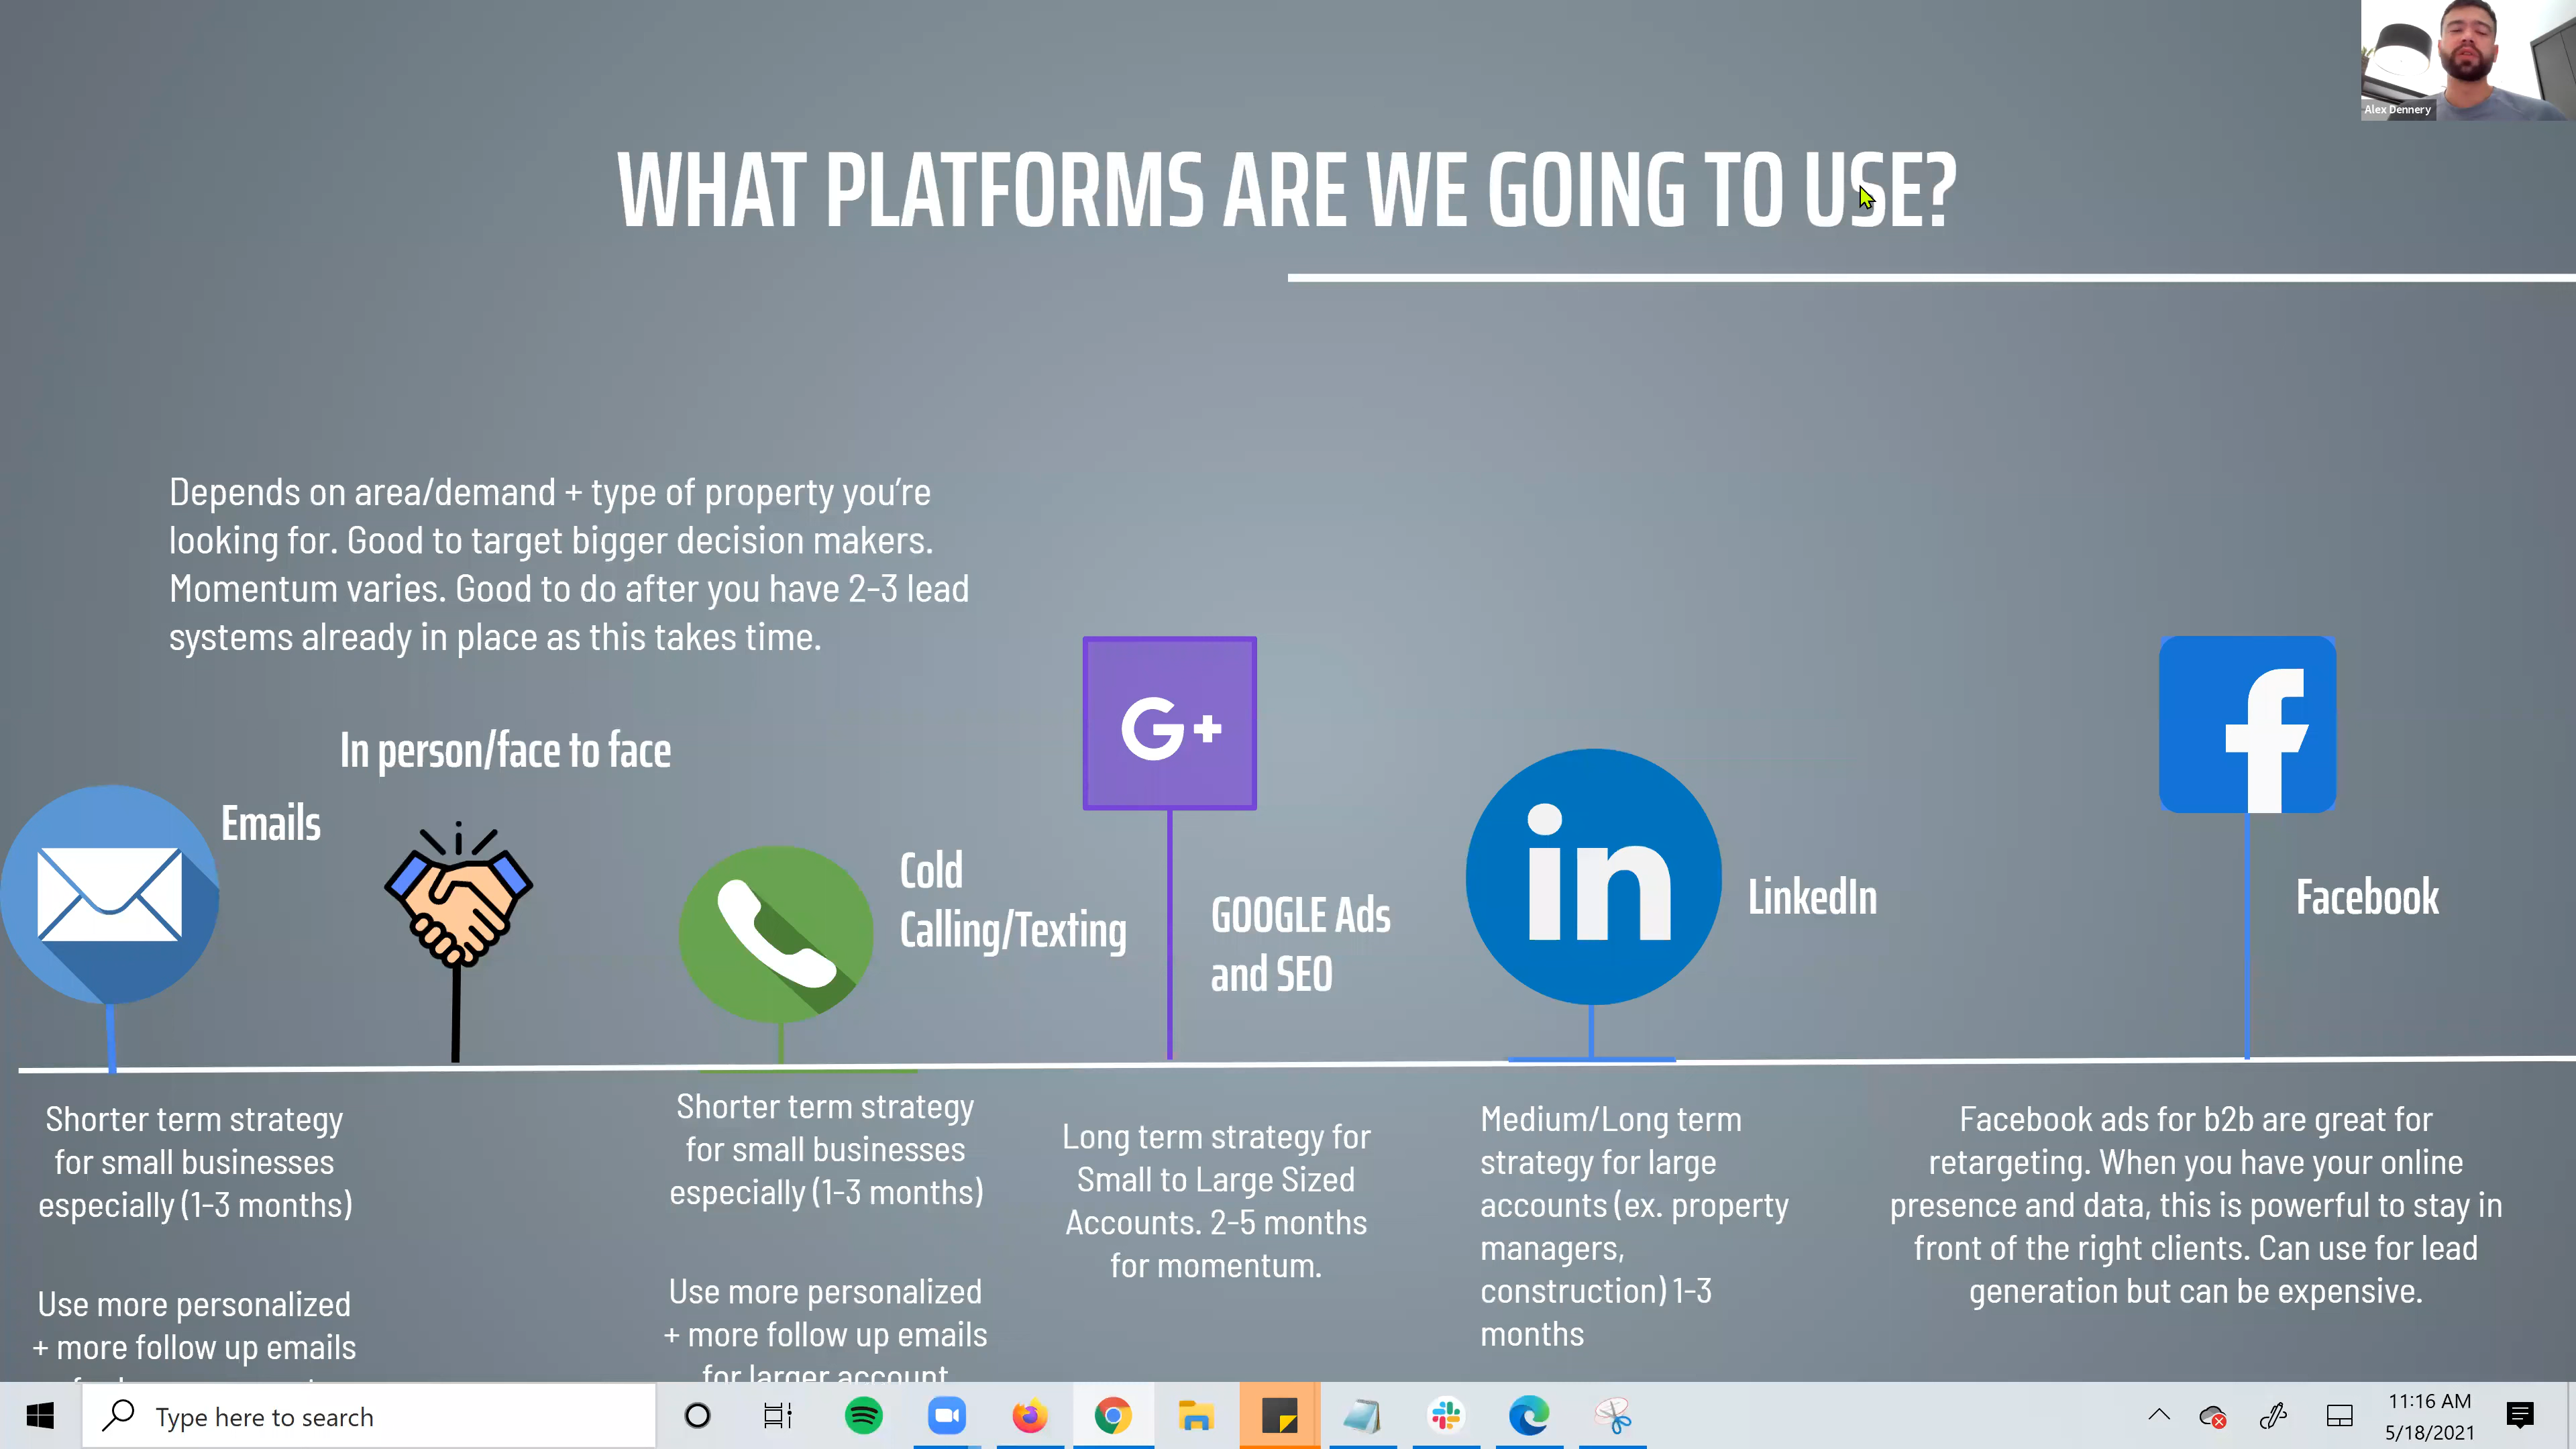 Alex Dennery
WHAT PLATFORMS ARE WE GOING TO USE?
Depends on area/demand + type of property you're
looking for. Good to target bigger decision makers.
Momentum varies. Good to do after you have 2-3 lead
systems already in place as this takes time.
In person/face to face
Emails
Cold
Calling/Texting
G+
GOOGLE Ads
and SEO
in
LinkedIn
f
Facebook
Shorter term strategy
for small businesses
especially (1-3 months)
Use more personalized
+ more follow up emails
Shorter term strategy
for small businesses
especially (1-3 months)
Use more personalized
+ more follow up emails
for larger account
Long term strategy for
Small to Large Sized
Accounts. 2-5 months
for momentum.
Medium/Long term
strategy for large
accounts (ex. property
managers,
construction) 1-3
months
Facebook ads for b2b are great for
retargeting. When you have your online
presence and data, this is powerful to stay in
front of the right clients. Can use for lead
generation but can be expensive.
Type here to search
11:16 AM
5/18/2021